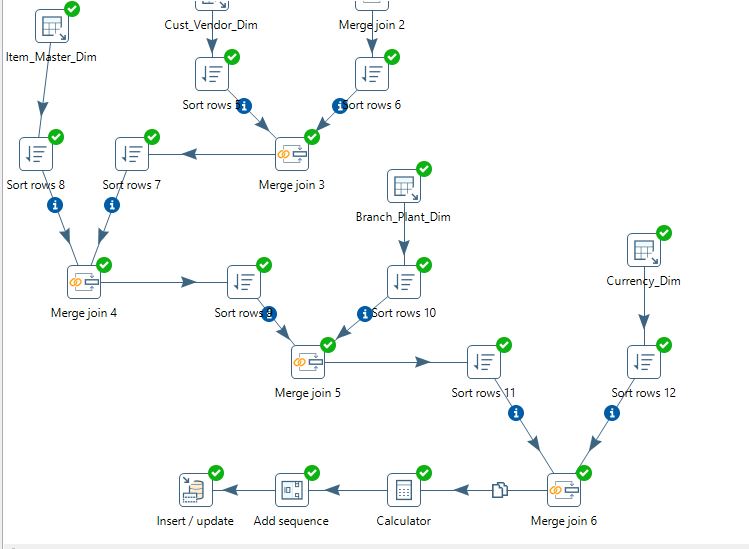 Cust_Vendor_Dim
Merge join 2
Item_Master_Dim
Sort rows 5
Sort rows 6
Sort rows 8
Sort rows 7
Merge join 3
Branch_Plant_Dim
Currency_Dim
Merge join 4
Sort rows 9
Sort rows 10
Merge join 5
Sort rows 11
Sort rows 12
Insert / update
Add sequence
Calculator
Merge join 6